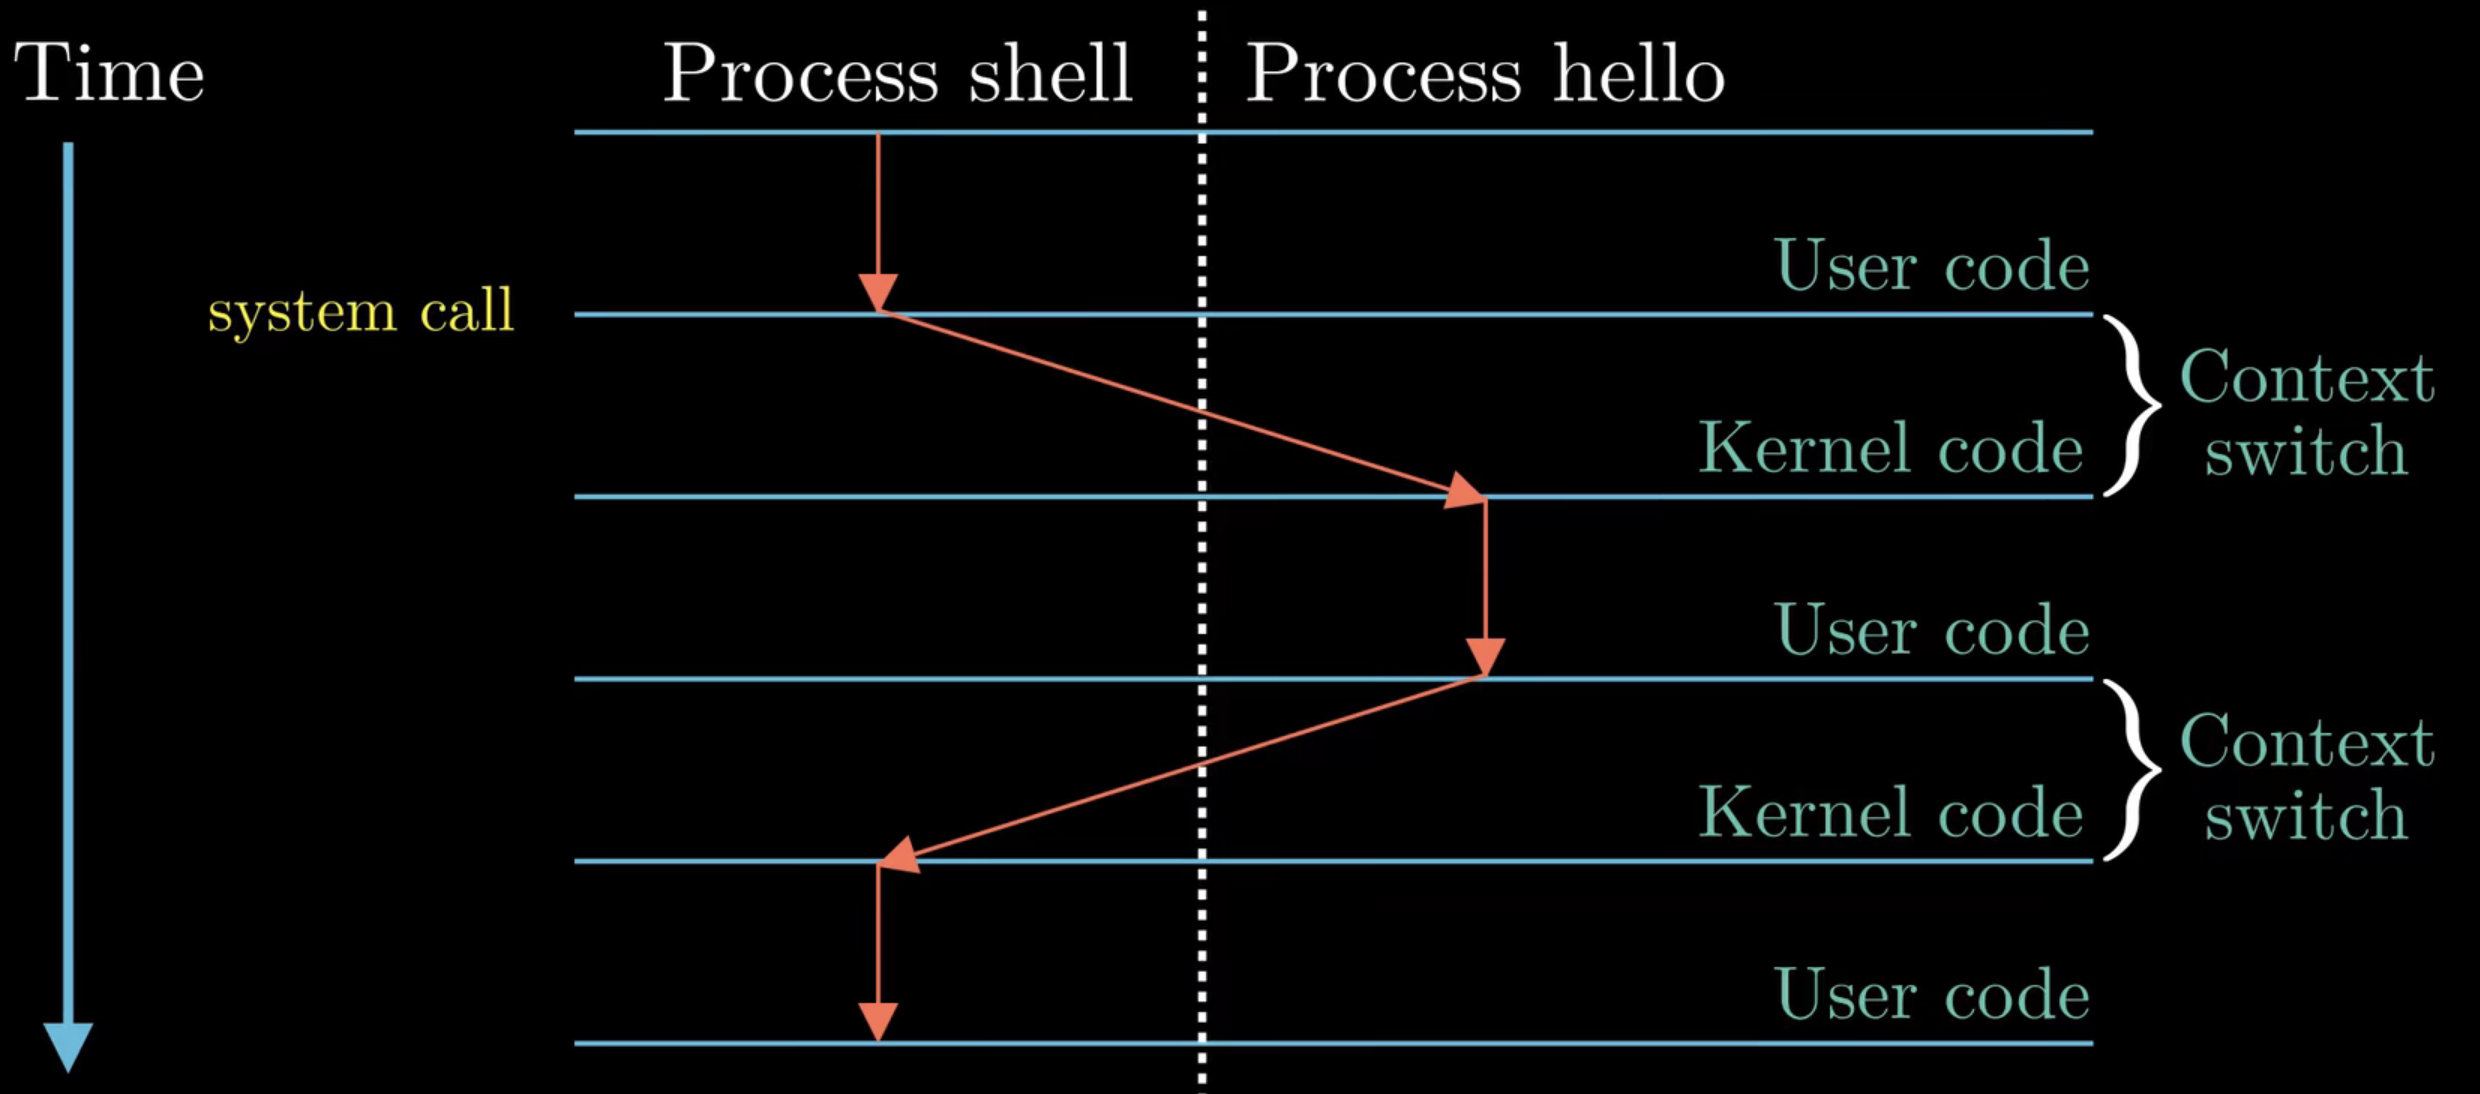 Time
Process shell
Process hello
User code
system call
Context
switch
Kernel code
User code
Context
switch
Kernel code
User code